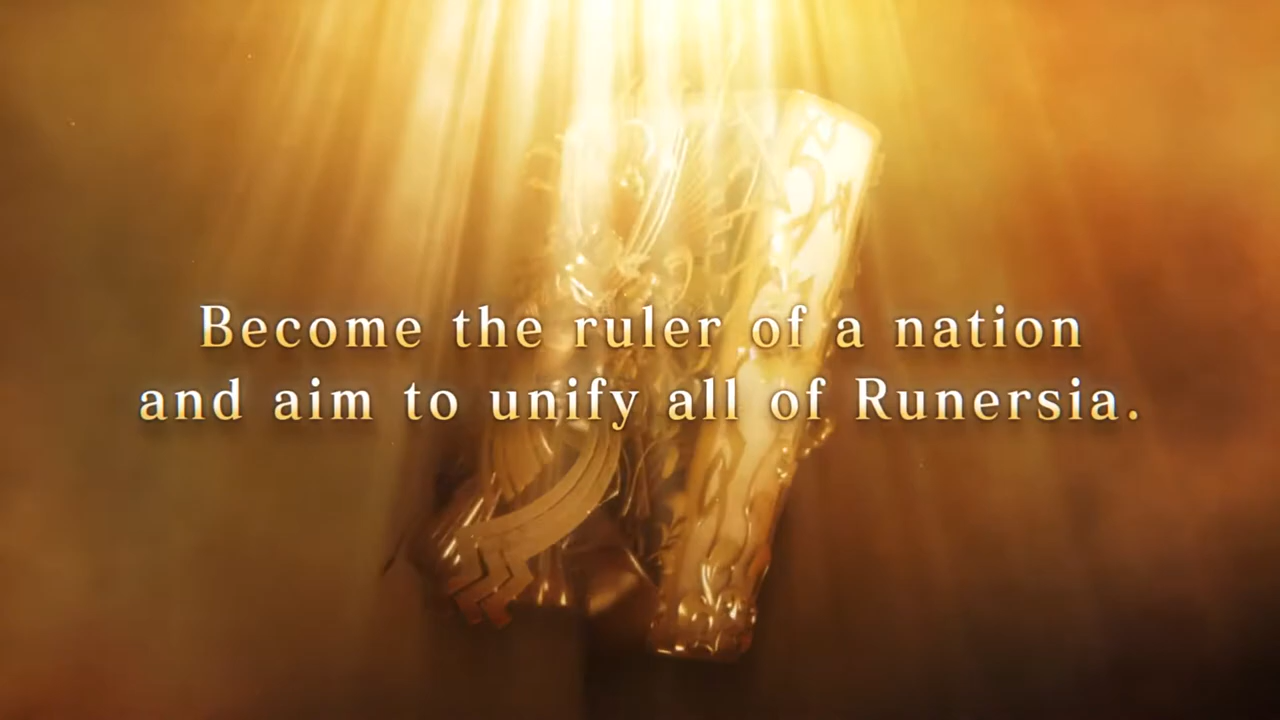 Become the ruler of a nation
and aim to unify all of Runersia.